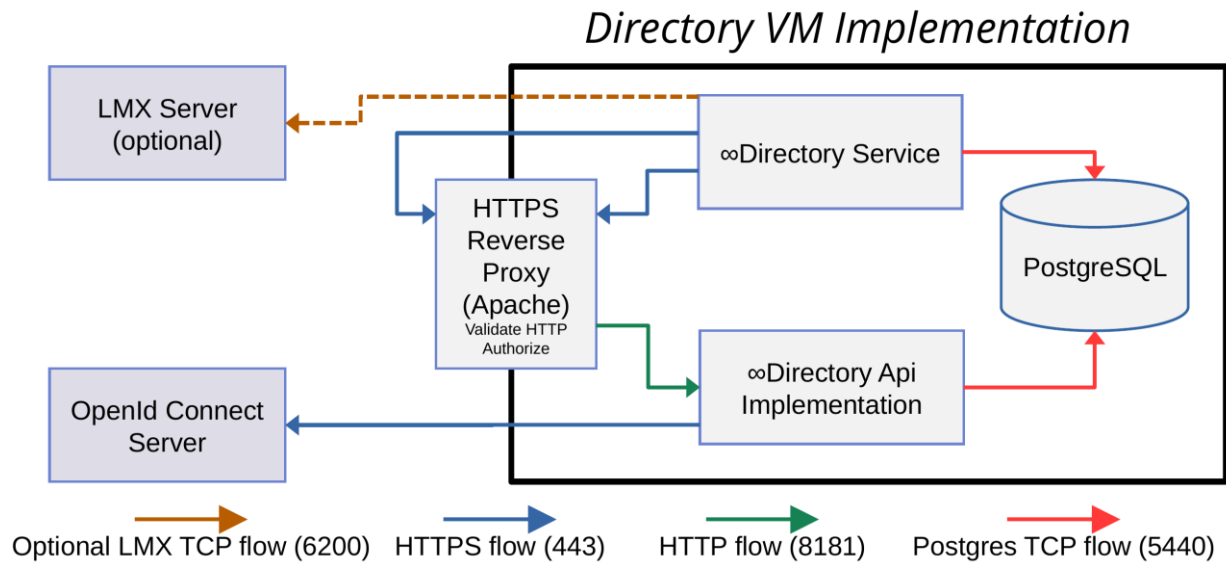 Directory VM Implementation
LMX Server
(optional)
∞Directory Service
HTTPS
Reverse
Proxy
(Apache)
Validate HTTP
Authorize
PostgreSQL
∞Directory Api
Implementation
OpenId Connect
Server
Optional LMX TCP flow (6200)
HTTPS flow (443)
HTTP flow (8181)
Postgres TCP flow (5440)